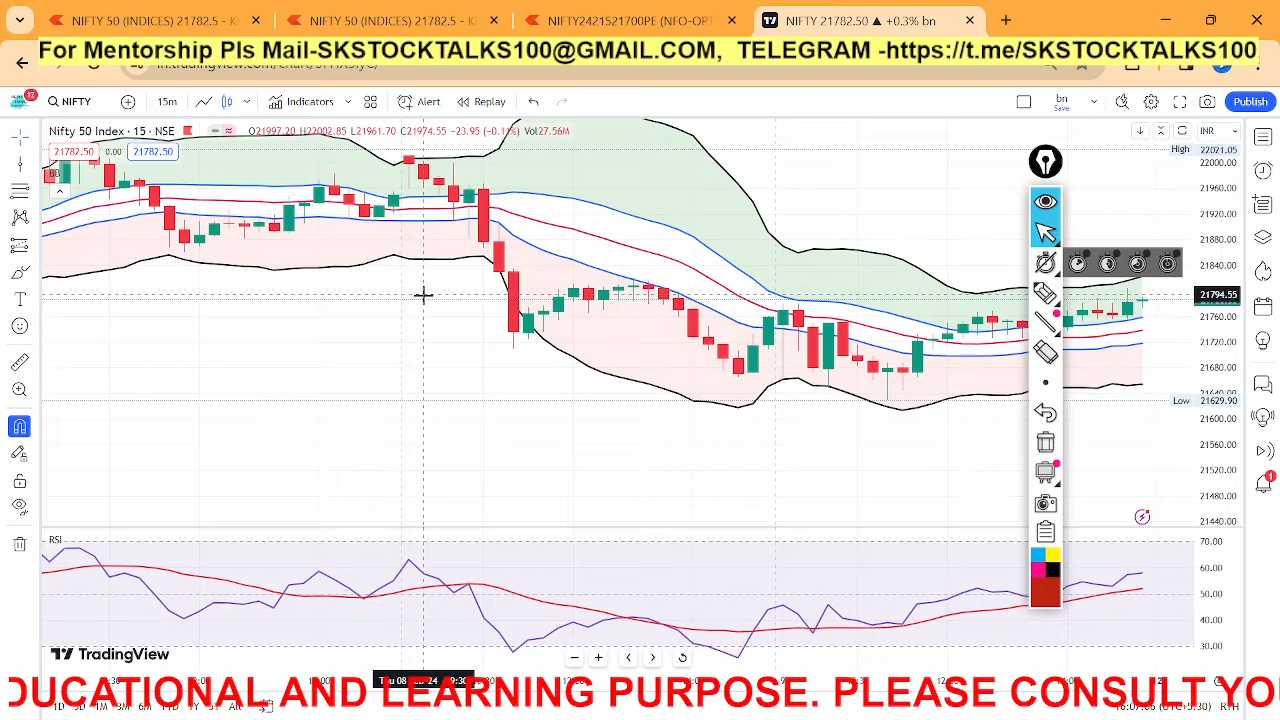 NIFTY 50 (INDICES) 21782.5 - K
NIFTY 50 (INDICES) 21782.5 - K
NIFTY2421521700PE (NFO-OPT
NIFTY 21782.50 ▲ +0.3% bn
For Mentorship Pls Mail-SKSTOCKTALKS100@GMAIL.COM, TELEGRAM -https://t.me/SKSTOCKTALKS100
12
NIFTY
15m
Indicators
Alert
Replay
bn
Save
Publish
Nifty 50 Index · 15 · NSE
O21997.20 H22002.85 L21961.70 C21974.55 −23.95 (−0.11%) Vol27.56M
INR
21782.50 0.00 21782.50
BB
High 22021.05
22000.00
21960.00
21920.00
21880.00
21840.00
21794.55
21760.00
21720.00
21680.00
Low 21629.90
21600.00
21560.00
21520.00
21480.00
21440.00
1
RSI
70.00
60.00
50.00
40.00
30.00
TradingView
DUCATIONAL AND LEARNING PURPOSE. PLEASE CONSULT YO